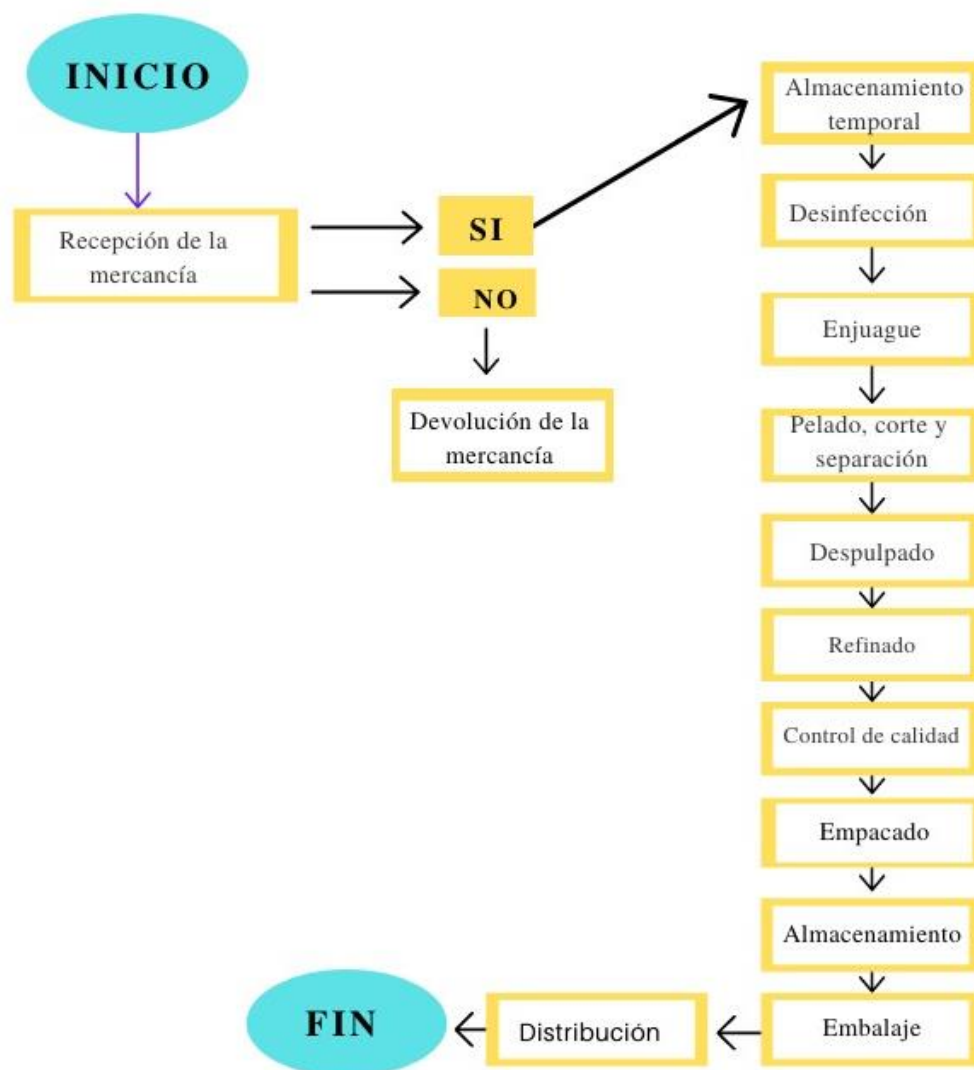 INICIO
Recepción de la
mercancía
SI
NO
Devolución de la
mercancía
Almacenamiento
temporal
Desinfección
Enjuague
Pelado, corte y
separación
Despulpado
Refinado
Control de calidad
Empacado
Almacenamiento
Embalaje
Distribución
FIN